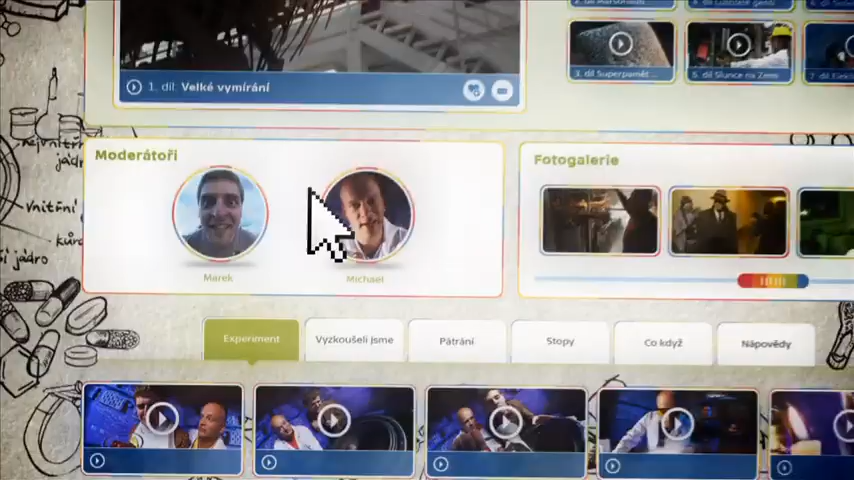 1. díl Velké vymírání
3. díl Superpaměť ...
6. díl Slunce na Zemi
Moderátoři
Marek
Michael
Fotogalerie
Vnitřní
jádro
Experiment
Vyzkoušeli jsme
Pátrání
Stopy
Co když
Nápovědy